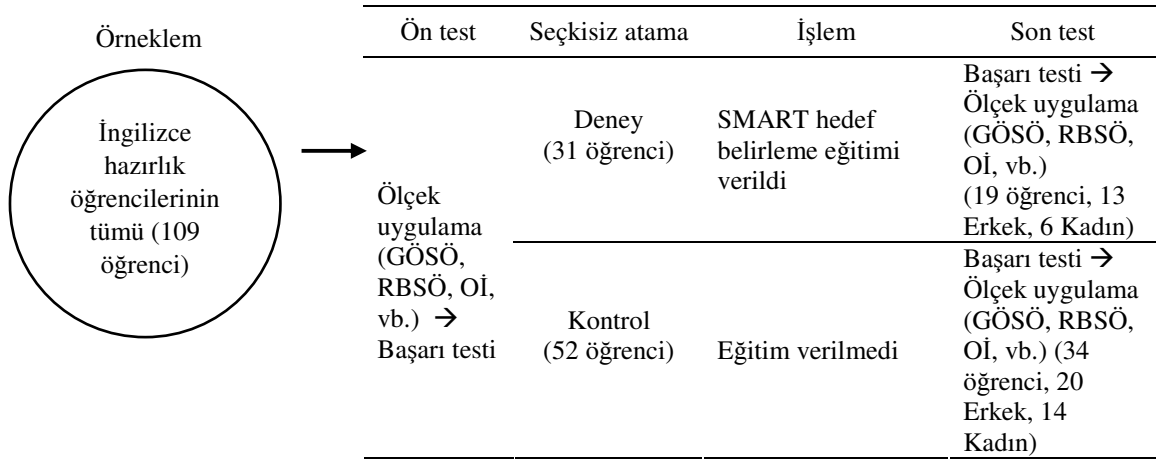 Örneklem
İngilizce
hazırlık
öğrencilerinin
tümü (109
öğrenci)
Ön test
Seçkisiz atama
İşlem
Son test
Ölçek
uygulama
(GÖSÖ,
RBSÖ, Oİ,
vb.) →
Başarı testi
Deney
(31 öğrenci)
SMART hedef
belirleme eğitimi
verildi
Başarı testi →
Ölçek uygulama
(GÖSÖ, RBSÖ,
Oİ, vb.)
(19 öğrenci, 13
Erkek, 6 Kadın)
Kontrol
(52 öğrenci)
Eğitim verilmedi
Başarı testi →
Ölçek uygulama
(GÖSÖ, RBSÖ,
Oİ, vb.) (34
öğrenci, 20
Erkek, 14
Kadın)